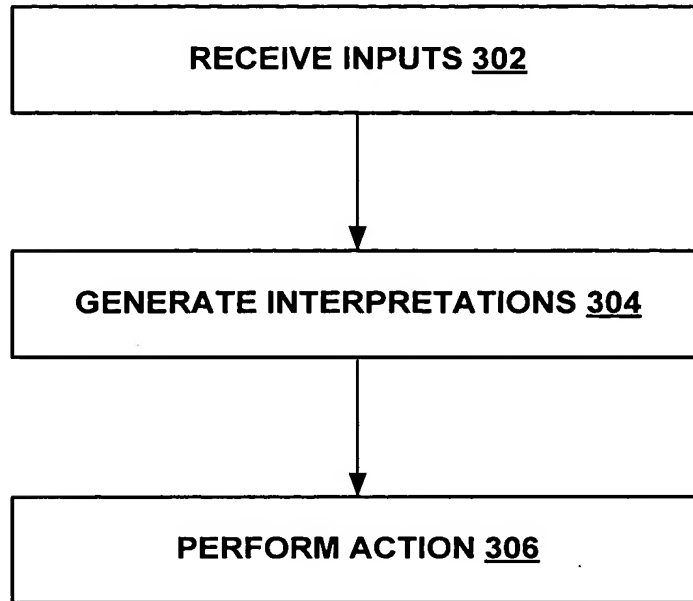 RECEIVE INPUTS 302
GENERATE INTERPRETATIONS 304
PERFORM ACTION 306